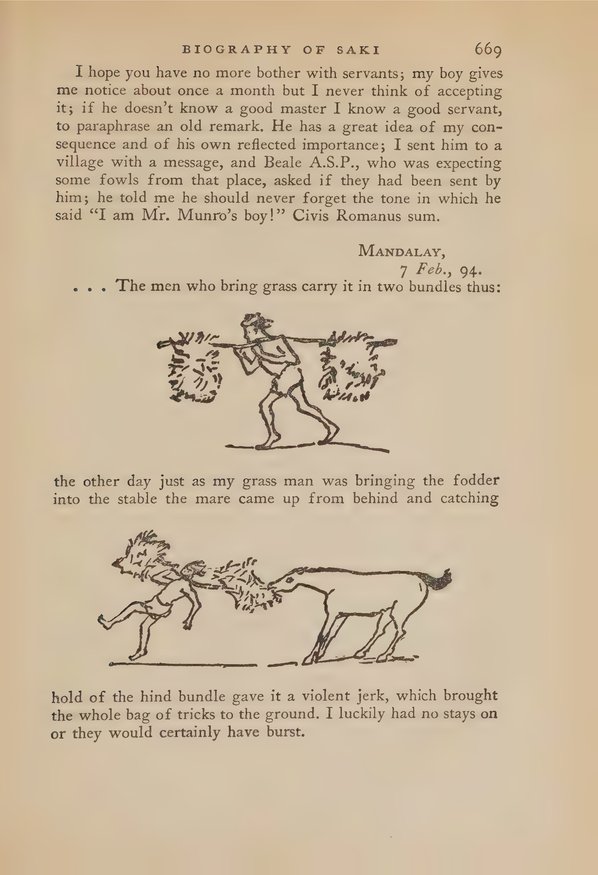 BIOGRAPHY OF SAKI 669
I hope you have no more bother with servants; my boy gives
me notice about once a month but I never think of accepting
it; if he doesn't know a good master I know a good servant,
to paraphrase an old remark. He has a great idea of my con-
sequence and of his own reflected importance; I sent him to a
village with a message, and Beale A.S.P., who was expecting
some fowls from that place, asked if they had been sent by
him; he told me he should never forget the tone in which he
said "I am Mr. Munro's boy!" Civis Romanus sum.
MANDALAY,
7 Feb., 94.
. . . The men who bring grass carry it in two bundles thus:
the other day just as my grass man was bringing the fodder
into the stable the mare came up from behind and catching
hold of the hind bundle gave it a violent jerk, which brought
the whole bag of tricks to the ground. I luckily had no stays on
or they would certainly have burst.